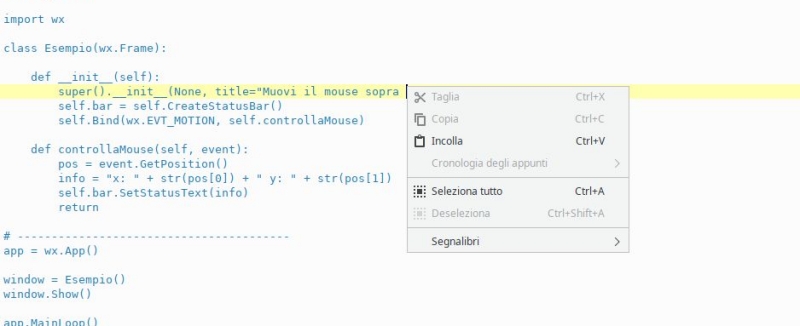 import wx
class Esempio(wx.Frame):
def __init__(self):
super().__init__(None, title="Muovi il mouse sopra
self.bar = self.CreateStatusBar()
self.Bind(wx.EVT_MOTION, self.controllaMouse)
def controllaMouse(self, event):
pos = event.GetPosition()
info = "x: " + str(pos[0]) + " y: " + str(pos[1])
self.bar.SetStatusText(info)
return
# ----------------------------------------
app = wx.App()
window = Esempio()
window.Show()
app.MainLoop()
Taglia Ctrl+X
Copia Ctrl+C
Incolla Ctrl+V
Cronologia degli appunti
Seleziona tutto Ctrl+A
Deseleziona Ctrl+Shift+A
Segnalibri